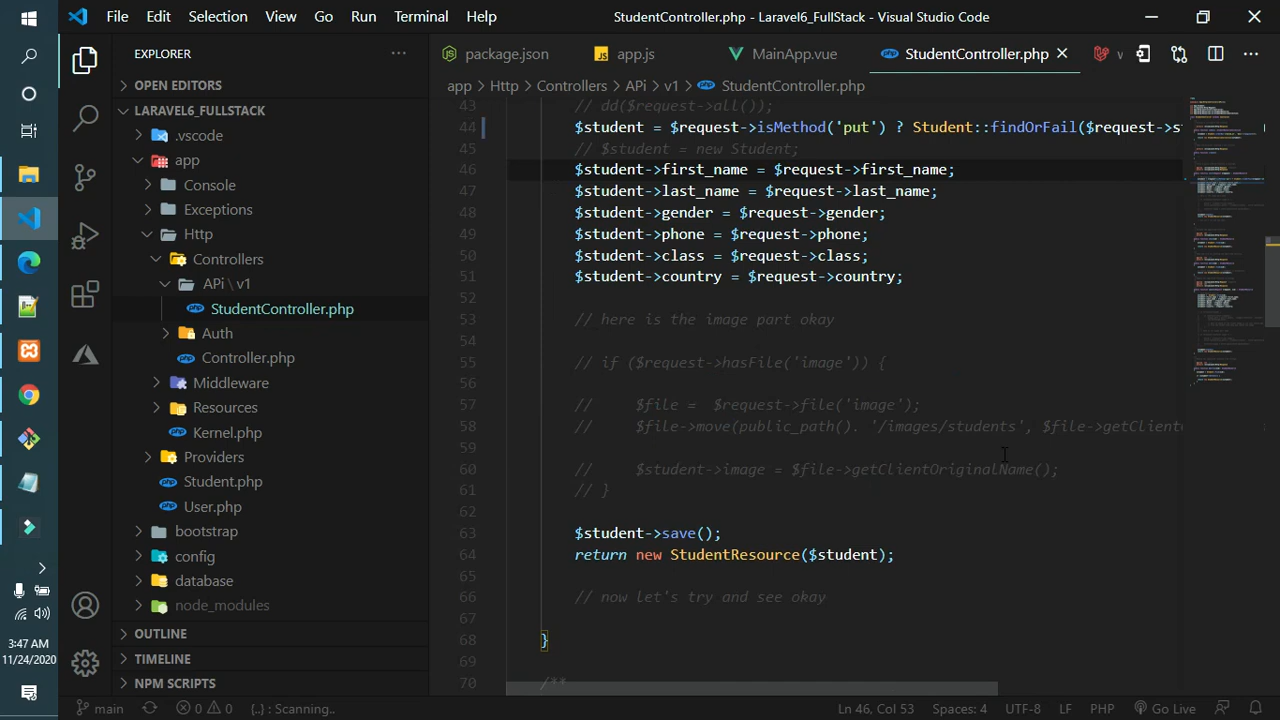 File Edit Selection View Go Run Terminal Help
StudentController.php - Laravel6_FullStack - Visual Studio Code
EXPLORER
OPEN EDITORS
LARAVEL6_FULLSTACK
.vscode
app
Console
Exceptions
Http
Controllers
APi \ v1
StudentController.php
Auth
Controller.php
Middleware
Resources
Kernel.php
Providers
Student.php
User.php
bootstrap
config
database
node_modules
OUTLINE
TIMELINE
NPM SCRIPTS
package.json
JS app.js
MainApp.vue
php StudentController.php
app > Http > Controllers > APi > v1 > php StudentController.php
43 // dd($request->all());
44 $student = $request->isMethod('put') ? Student::findOrFail($request->s
45 $student = new Student;
46 $student->first_name = $request->first_name;
47 $student->last_name = $request->last_name;
48 $student->gender = $request->gender;
49 $student->phone = $request->phone;
50 $student->class = $request->class;
51 $student->country = $request->country;
52
53 // here is the image part okay
54
55 // if ($request->hasFile('image')) {
56
57 // $file = $request->file('image');
58 // $file->move(public_path(). '/images/students', $file->getClient
59
60 // $student->image = $file->getClientOriginalName();
61 // }
62
63 $student->save();
64 return new StudentResource($student);
65
66 // now let's try and see okay
67
68 }
69
70 /**
3:47 AM
11/24/2020
main 0 0 {..} : Scanning..
Ln 46, Col 53 Spaces: 4 UTF-8 LF PHP Go Live